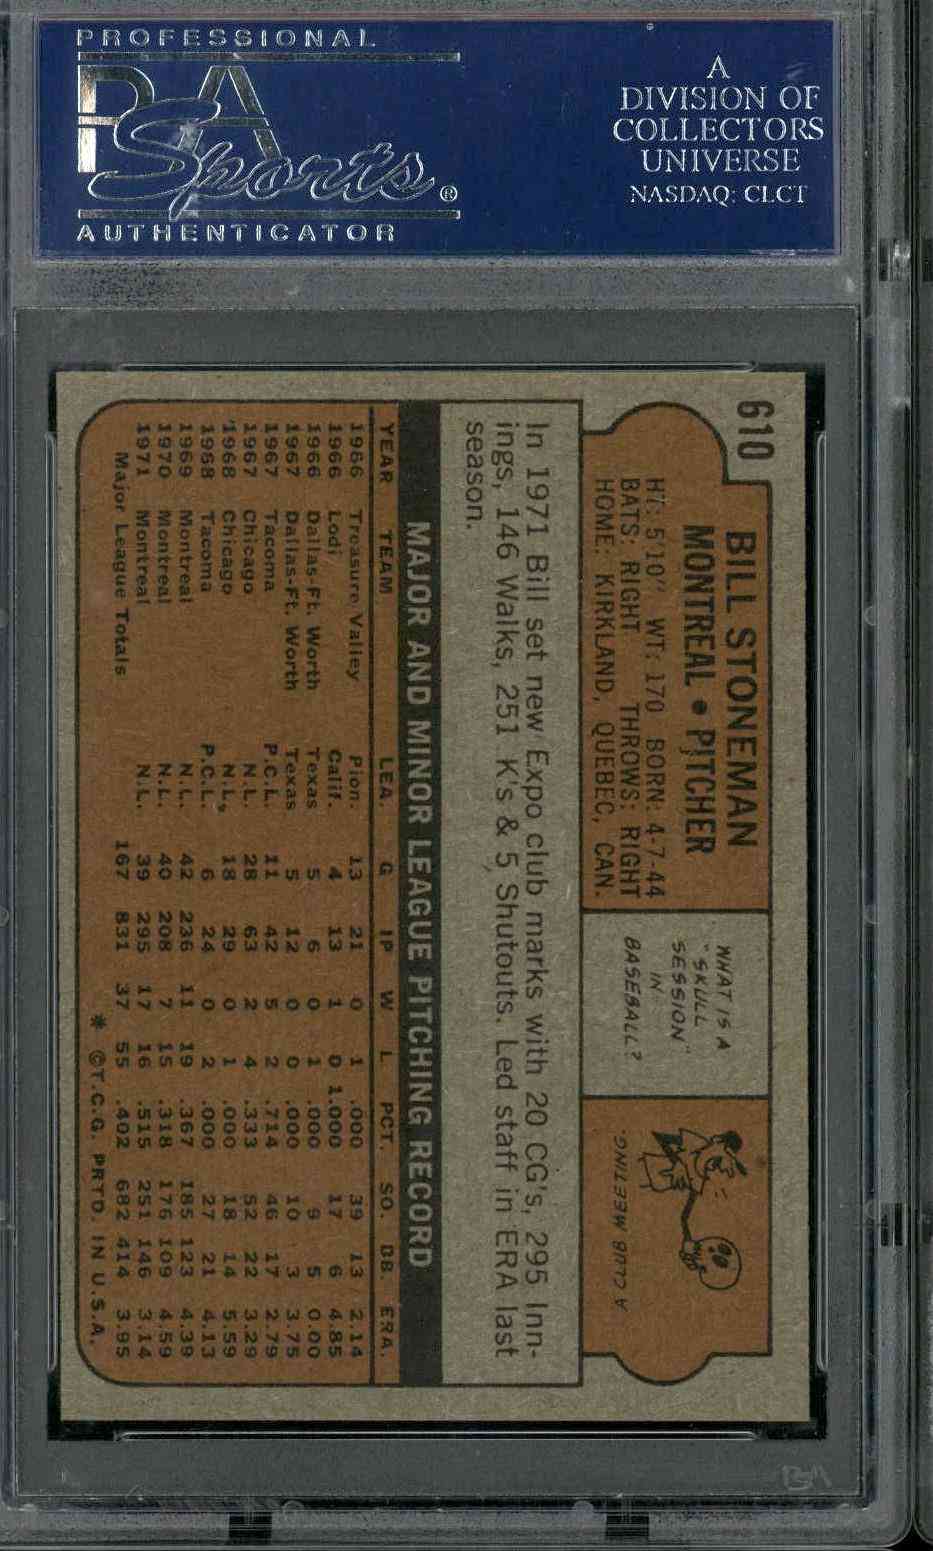 PROFESSIONAL
PSA
Sports®
AUTHENTICATOR
A
DIVISION OF
COLLECTORS
UNIVERSE
NASDAQ: CLCT
610
BILL STONEMAN
MONTREAL • PITCHER
HT: 5'10" WT: 170 BORN: 4-7-44
BATS: RIGHT THROWS: RIGHT
HOME: KIRKLAND, QUEBEC, CAN.
WHAT IS A
"SKULL
SESSION"
IN
BASEBALL?
A CLUB MEETING.
In 1971 Bill set new Expo club marks with 20 CG's, 295 Inn-
ings, 146 Walks, 251 K's & 5 Shutouts. Led staff in ERA last
season.
MAJOR AND MINOR LEAGUE PITCHING RECORD
YEAR TEAM LEA. G IP W L PCT. SO. BB. ERA.
1966 Treasure Valley Pion. 13 21 0 1 .000 39 13 2.14
1966 Lodi Calif. 4 13 1 0 1.000 17 6 4.85
1966 Dallas-Ft. Worth Texas 5 6 0 1 .000 9 5 0.00
1967 Dallas-Ft. Worth Texas 5 12 0 0 .000 10 3 3.75
1967 Tacoma P.C.L. 11 42 5 2 .714 46 17 2.79
1967 Chicago N.L. 28 63 2 4 .333 52 22 3.29
1968 Chicago N.L. 18 29 0 1 .000 18 14 5.59
1968 Tacoma P.C.L. 6 24 0 2 .000 27 21 4.13
1969 Montreal N.L. 42 236 11 19 .367 185 123 4.39
1970 Montreal N.L. 40 208 7 15 .318 176 109 4.59
1971 Montreal N.L. 39 295 17 16 .515 251 146 3.14
Major League Totals 167 831 37 55 .402 682 414 3.95
* ©T.C.G. PRTD. IN U.S.A.